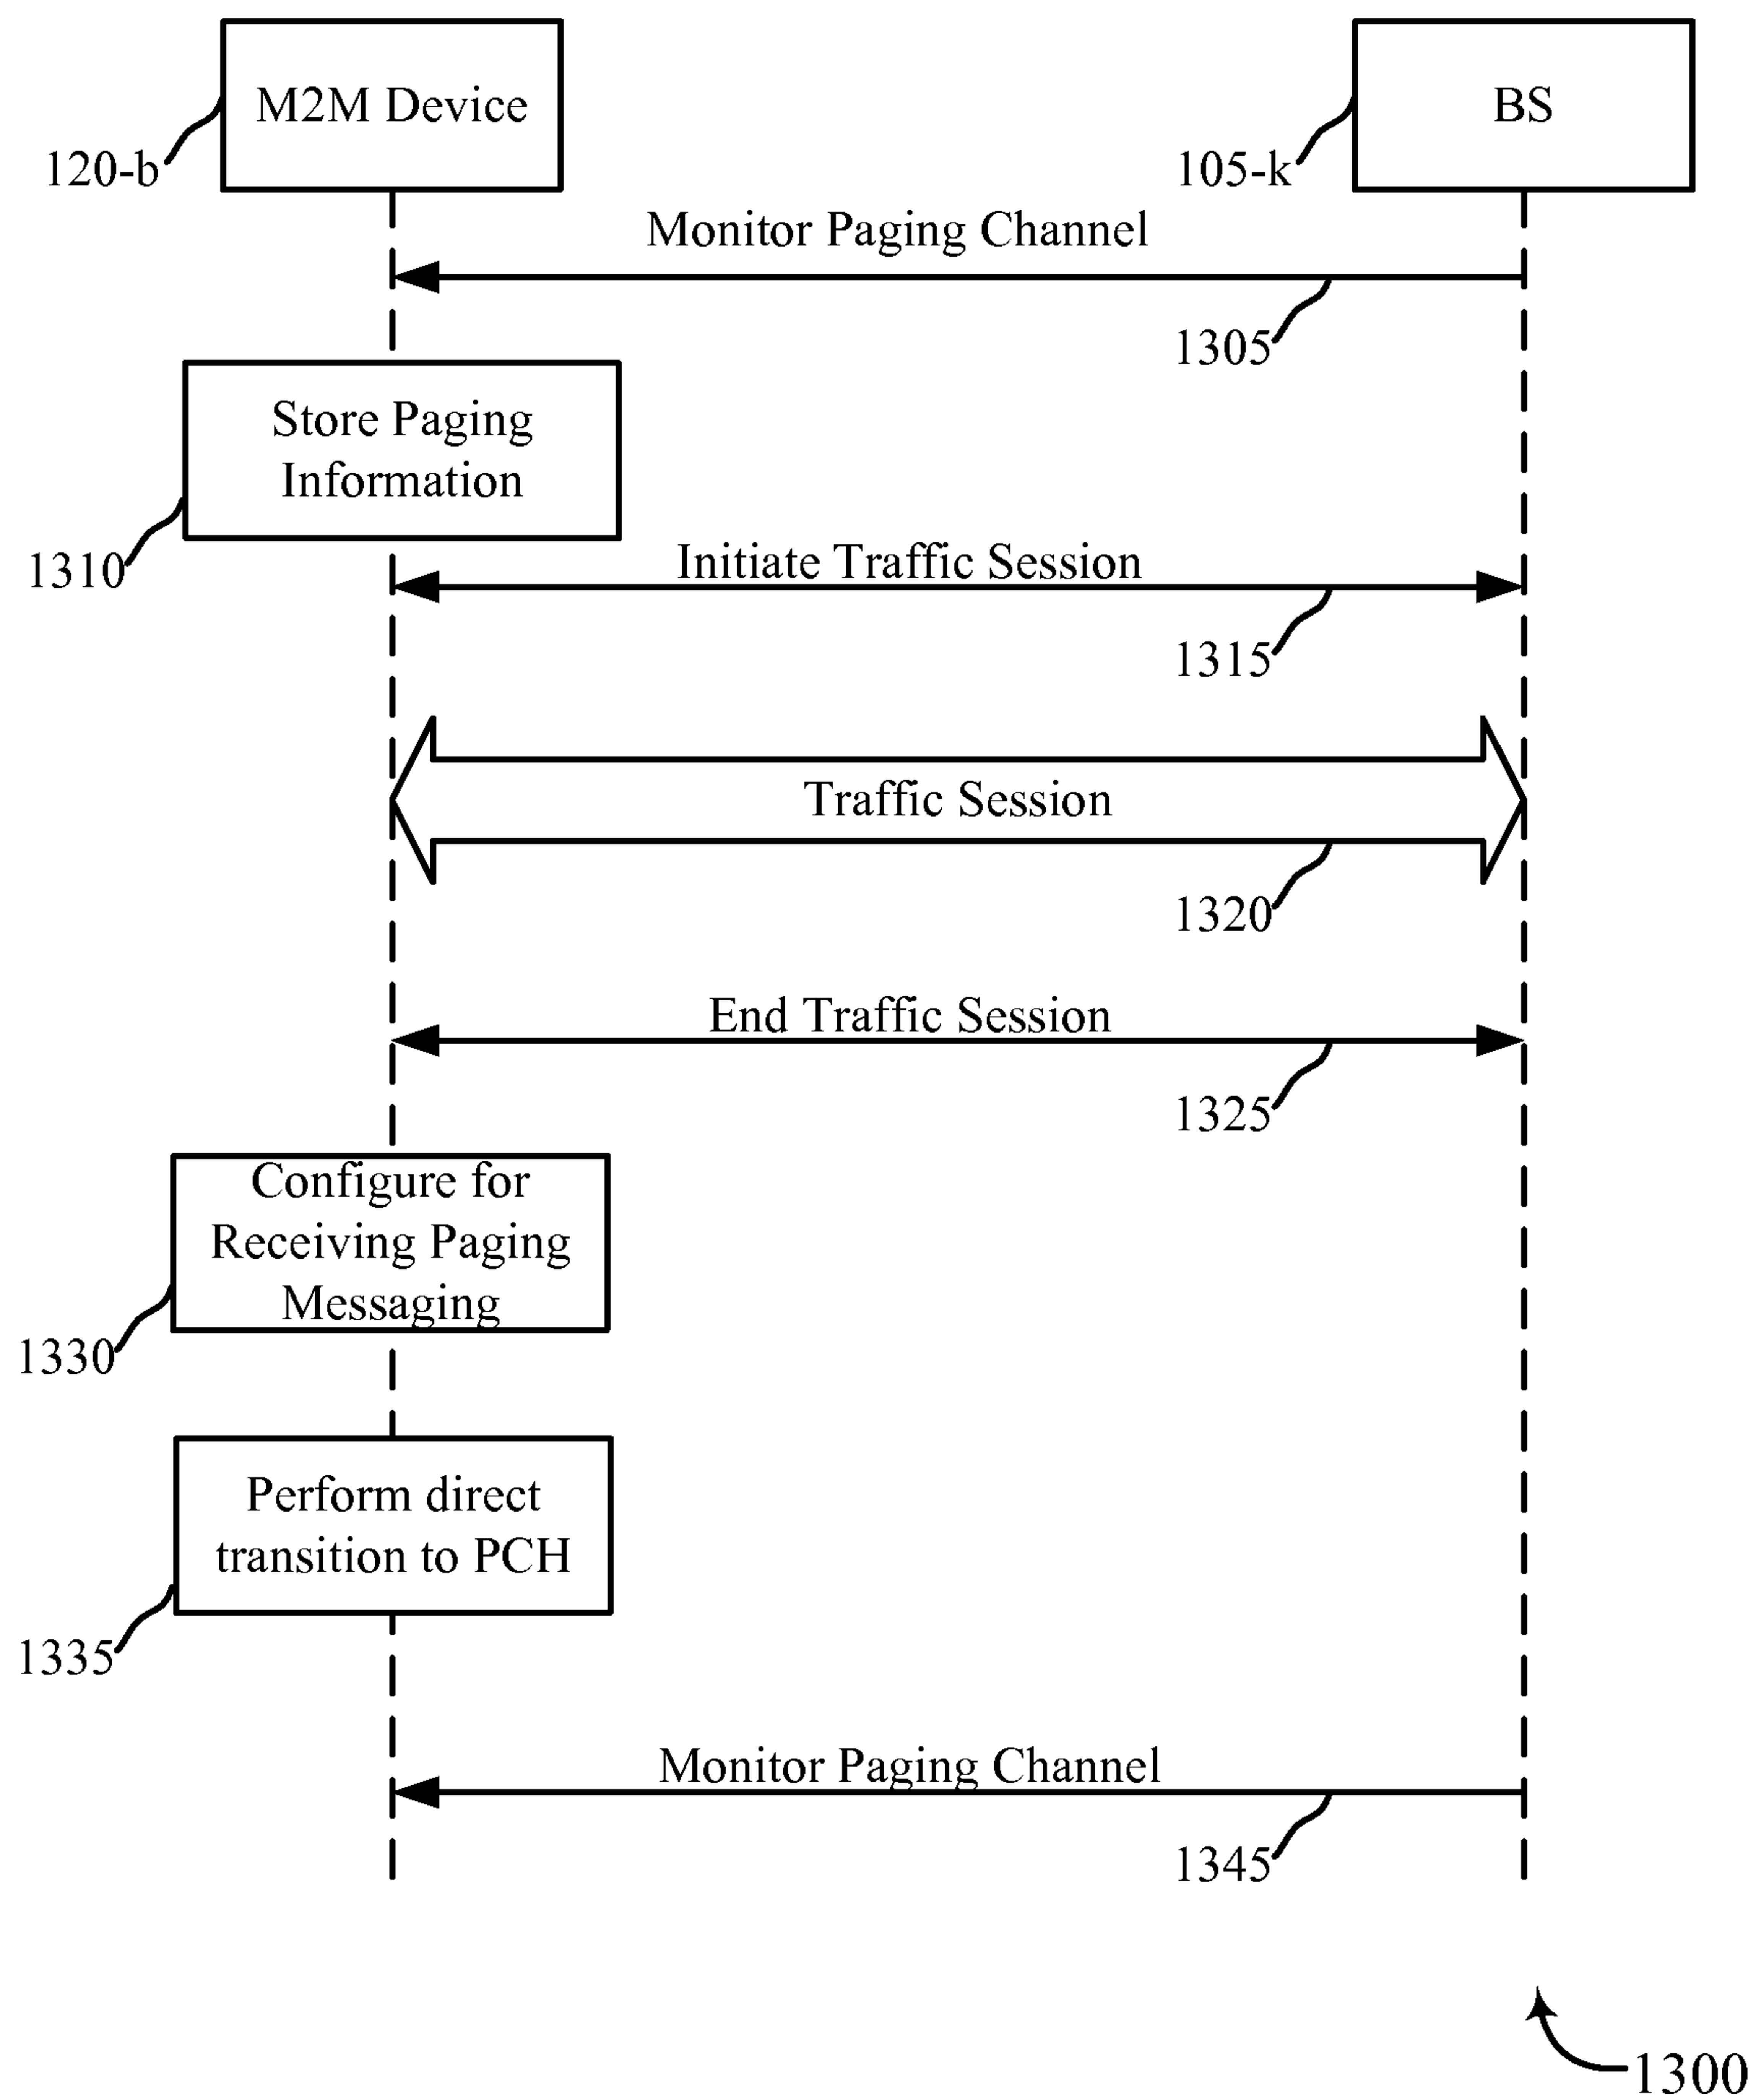 M2M Device
BS
120-b
105-k
Monitor Paging Channel
1305
Store Paging
Information
1310
Initiate Traffic Session
1315
Traffic Session
1320
End Traffic Session
1325
Configure for
Receiving Paging
Messaging
1330
Perform direct
transition to PCH
1335
Monitor Paging Channel
1345
1300